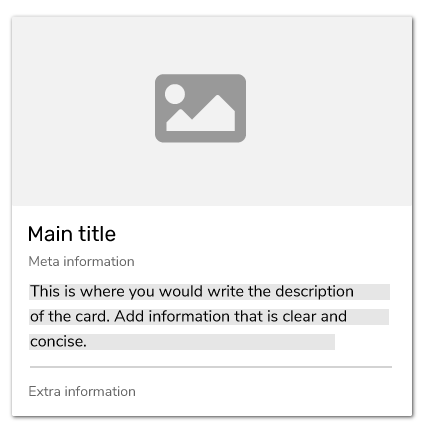 Main title
Meta information
This is where you would write the description
of the card. Add information that is clear and
concise.
Extra information